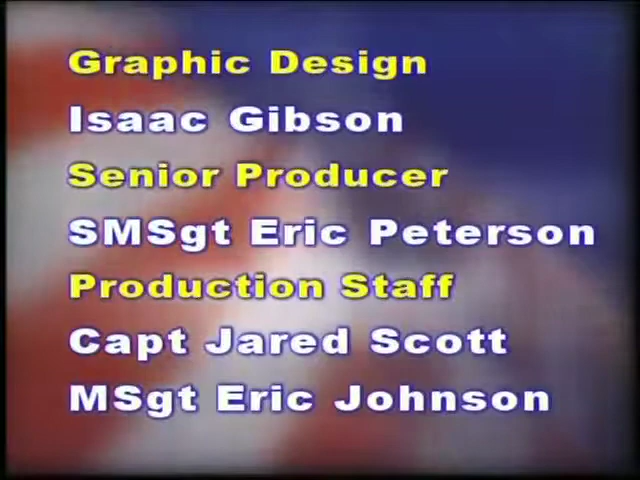 Graphic Design
Isaac Gibson
Senior Producer
SMSgt Eric Peterson
Production Staff
Capt Jared Scott
MSgt Eric Johnson